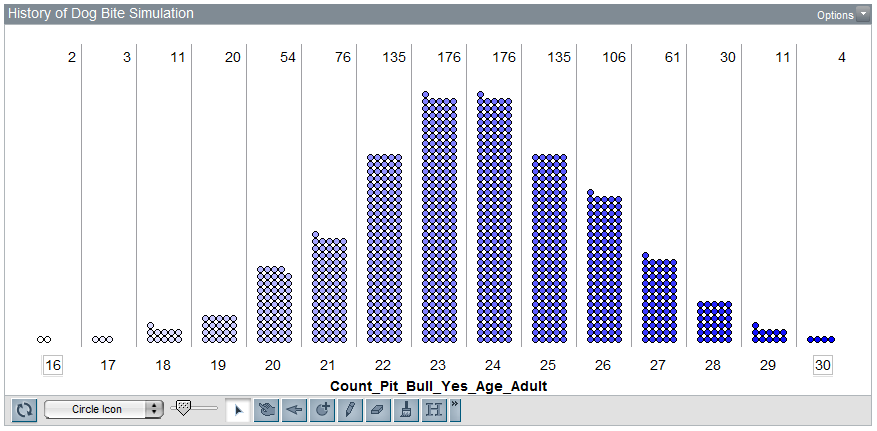 History of Dog Bite Simulation
Options
2 3 11 20 54 76 135 176 176 135 106 61 30 11 4
16 17 18 19 20 21 22 23 24 25 26 27 28 29 30
Count_Pit_Bull_Yes_Age_Adult
Circle Icon